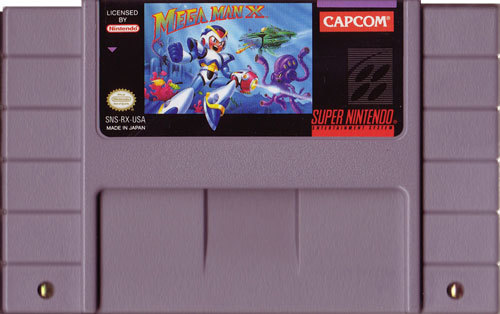 LICENSED
BY
Nintendo
MEGA MAN X
CAPCOM
SNS-RX-USA
MADE IN JAPAN
SUPER NINTENDO
ENTERTAINMENT SYSTEM